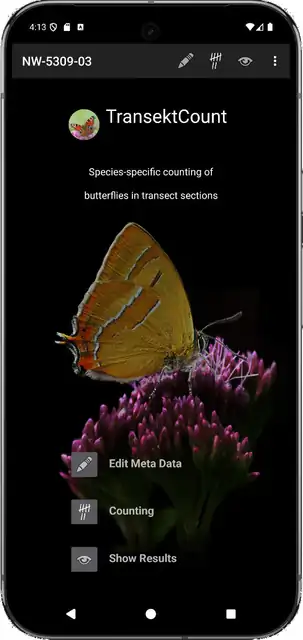 4:13
NW-5309-03
TransektCount
Species-specific counting of
butterflies in transect sections
Edit Meta Data
Counting
Show Results